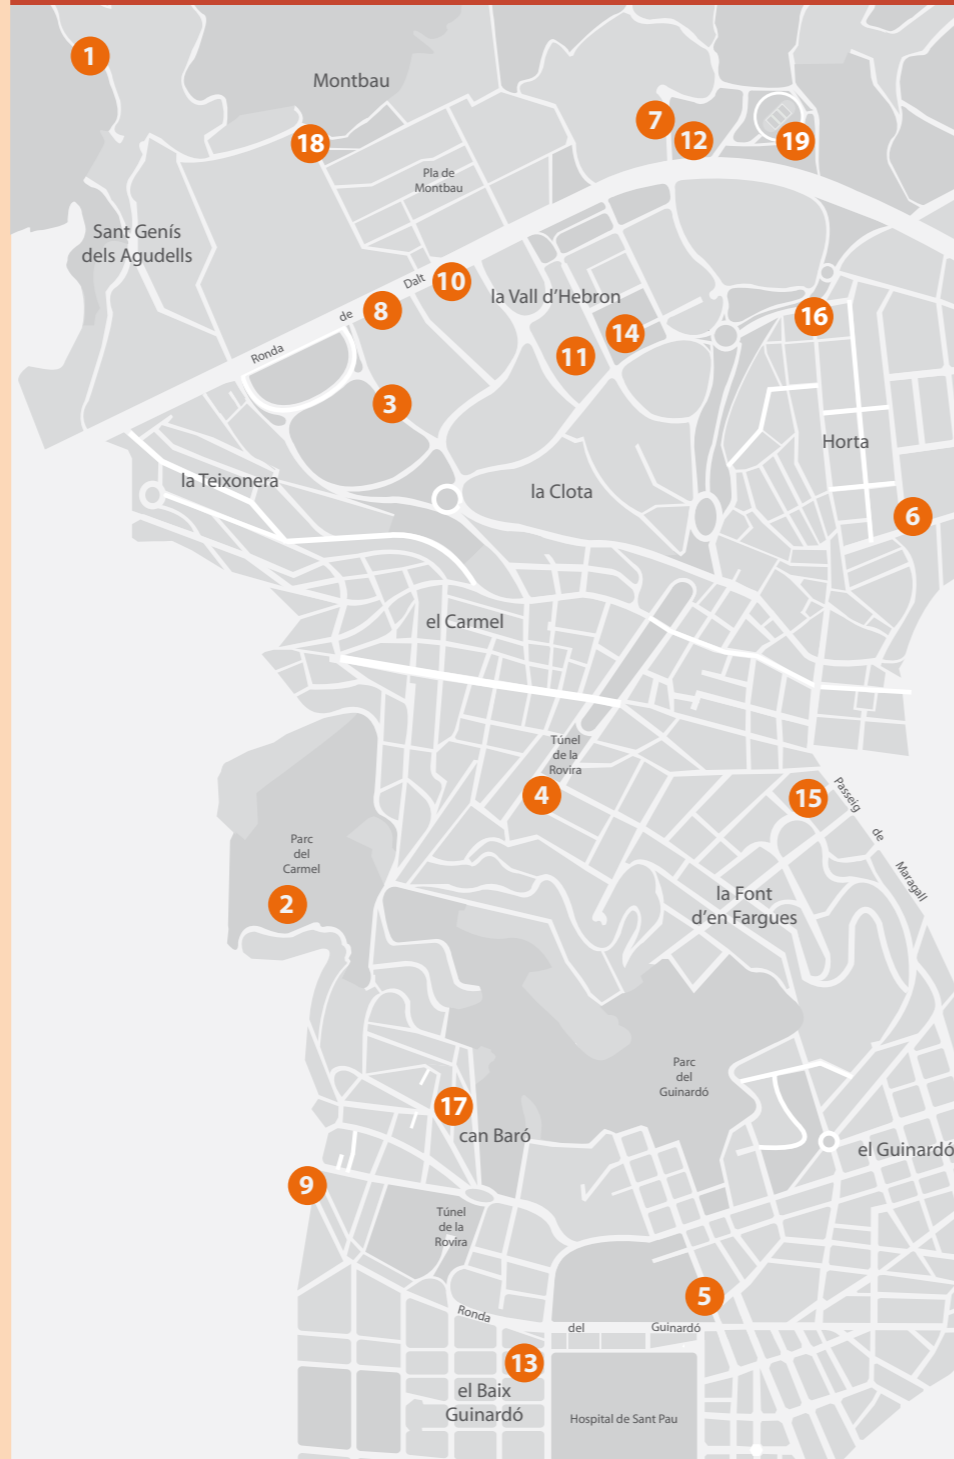 1
Montbau
7
12
19
18
Pla de
Montbau
Sant Genís
dels Agudells
Ronda de Dalt
10
8
la Vall d’Hebron
14
16
11
3
Horta
la Teixonera
la Clota
6
el Carmel
Túnel
de la
Rovira
4
15
Passeig de Maragall
Parc
del
Carmel
2
la Font
d’en Fargues
Parc
del
Guinardó
17
can Baró
el Guinardó
9
Túnel
de la
Rovira
5
Ronda del Guinardó
13
el Baix
Guinardó
Hospital de Sant Pau